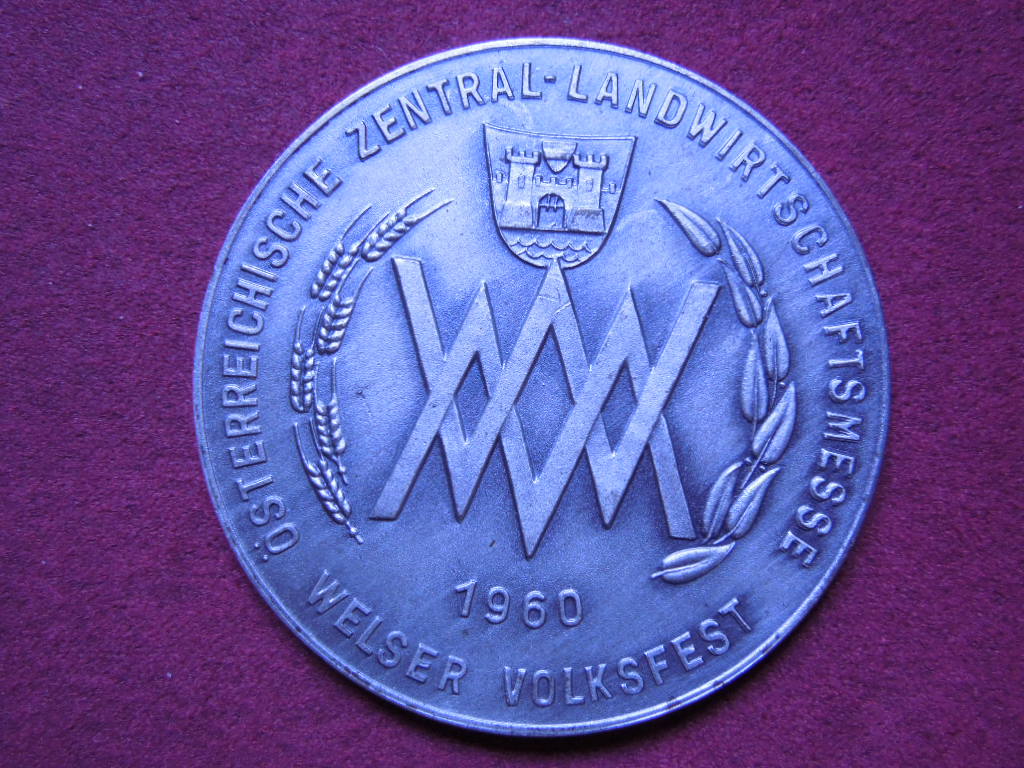 ÖSTERREICHISCHE ZENTRAL-LANDWIRTSCHAFTSMESSE
1960
WELSER VOLKSFEST